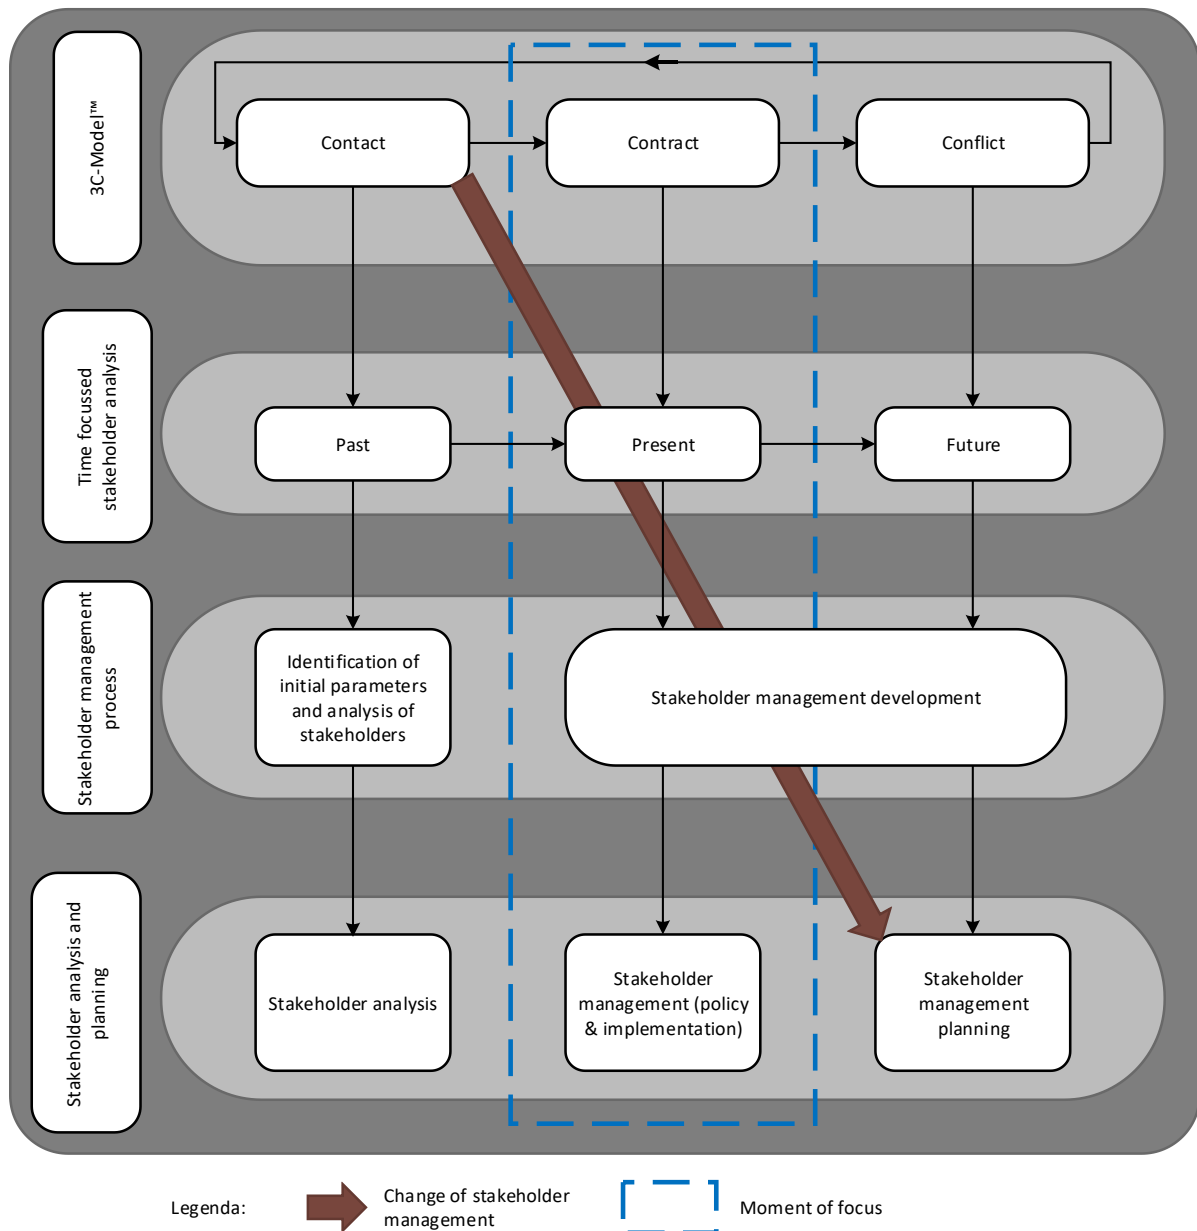 3C-Model™
Contact
Contract
Conflict
Time focussed
stakeholder analysis
Past
Present
Future
Stakeholder management
process
Identification of
initial parameters
and analysis of
stakeholders
Stakeholder management development
Stakeholder analysis and
planning
Stakeholder analysis
Stakeholder
management (policy
& implementation)
Stakeholder
management
planning
Legenda:
Change of stakeholder
management
Moment of focus